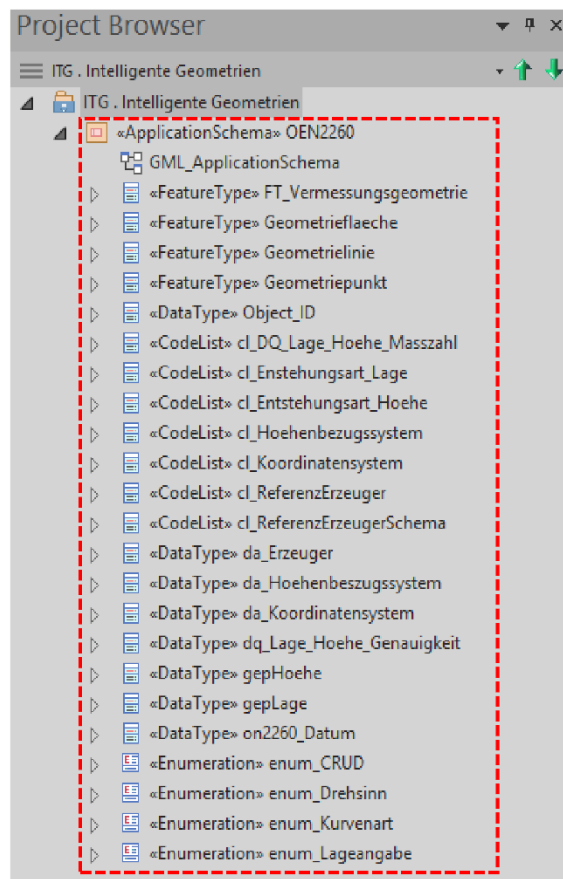 Project Browser
ITG . Intelligente Geometrien
ITG . Intelligente Geometrien
«ApplicationSchema» OEN2260
GML_ApplicationSchema
«FeatureType» FT_Vermessungsgeometrie
«FeatureType» Geometrieflaeche
«FeatureType» Geometrielinie
«FeatureType» Geometriepunkt
«DataType» Object_ID
«CodeList» cl_DQ_Lage_Hoehe_Masszahl
«CodeList» cl_Enstehungsart_Lage
«CodeList» cl_Entstehungsart_Hoehe
«CodeList» cl_Hoehenbezugssystem
«CodeList» cl_Koordinatensystem
«CodeList» cl_ReferenzErzeuger
«CodeList» cl_ReferenzErzeugerSchema
«DataType» da_Erzeuger
«DataType» da_Hoehenbeszugssystem
«DataType» da_Koordinatensystem
«DataType» dq_Lage_Hoehe_Genauigkeit
«DataType» gepHoehe
«DataType» gepLage
«DataType» on2260_Datum
«Enumeration» enum_CRUD
«Enumeration» enum_Drehsinn
«Enumeration» enum_Kurvenart
«Enumeration» enum_Lageangabe